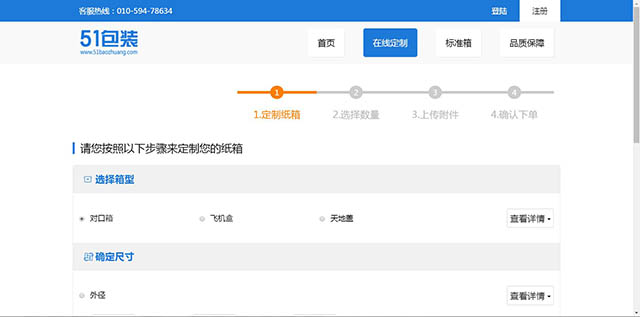 客服热线：010-594-78634
登陆
注册
51包装
www.51baozhuang.com
首页
在线定制
标准箱
品质保障
1 2 3 4
1.定制纸箱 2.选择数量 3.上传附件 4.确认下单
请您按照以下步骤来定制您的纸箱
选择箱型
对口箱 飞机盒 天地盖 查看详情
确定尺寸
外径 查看详情